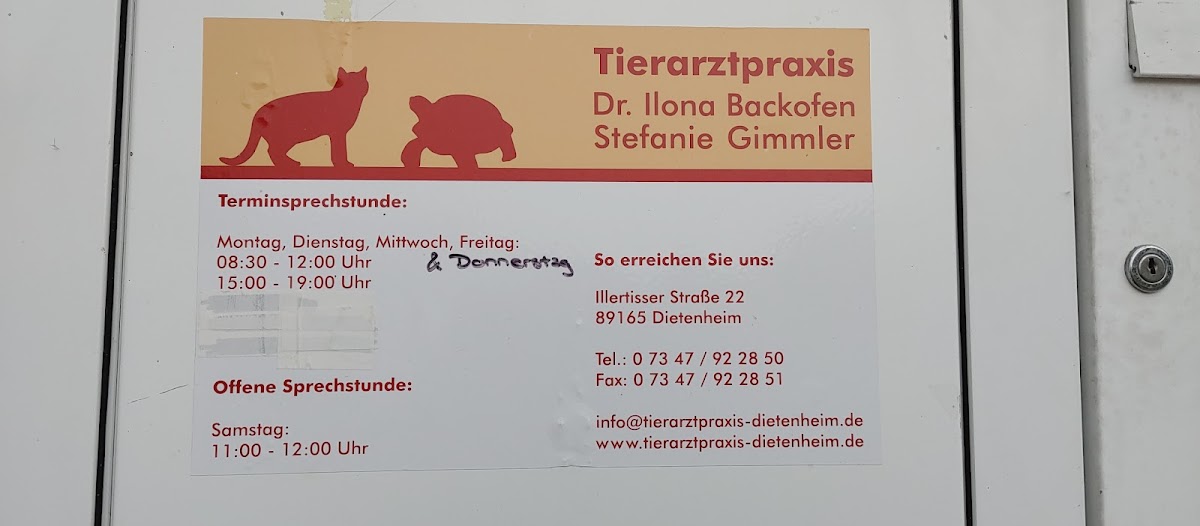 Tierarztpraxis
Dr. Ilona Backofen
Stefanie Gimmler
Terminsprechstunde:
Montag, Dienstag, Mittwoch, Freitag:
& Donnerstag
08:30 - 12:00 Uhr
15:00 - 19:00 Uhr
Offene Sprechstunde:
Samstag:
11:00 - 12:00 Uhr
So erreichen Sie uns:
Illertisser Straße 22
89165 Dietenheim
Tel.: 0 73 47 / 92 28 50
Fax: 0 73 47 / 92 28 51
info@tierarztpraxis-dietenheim.de
www.tierarztpraxis-dietenheim.de